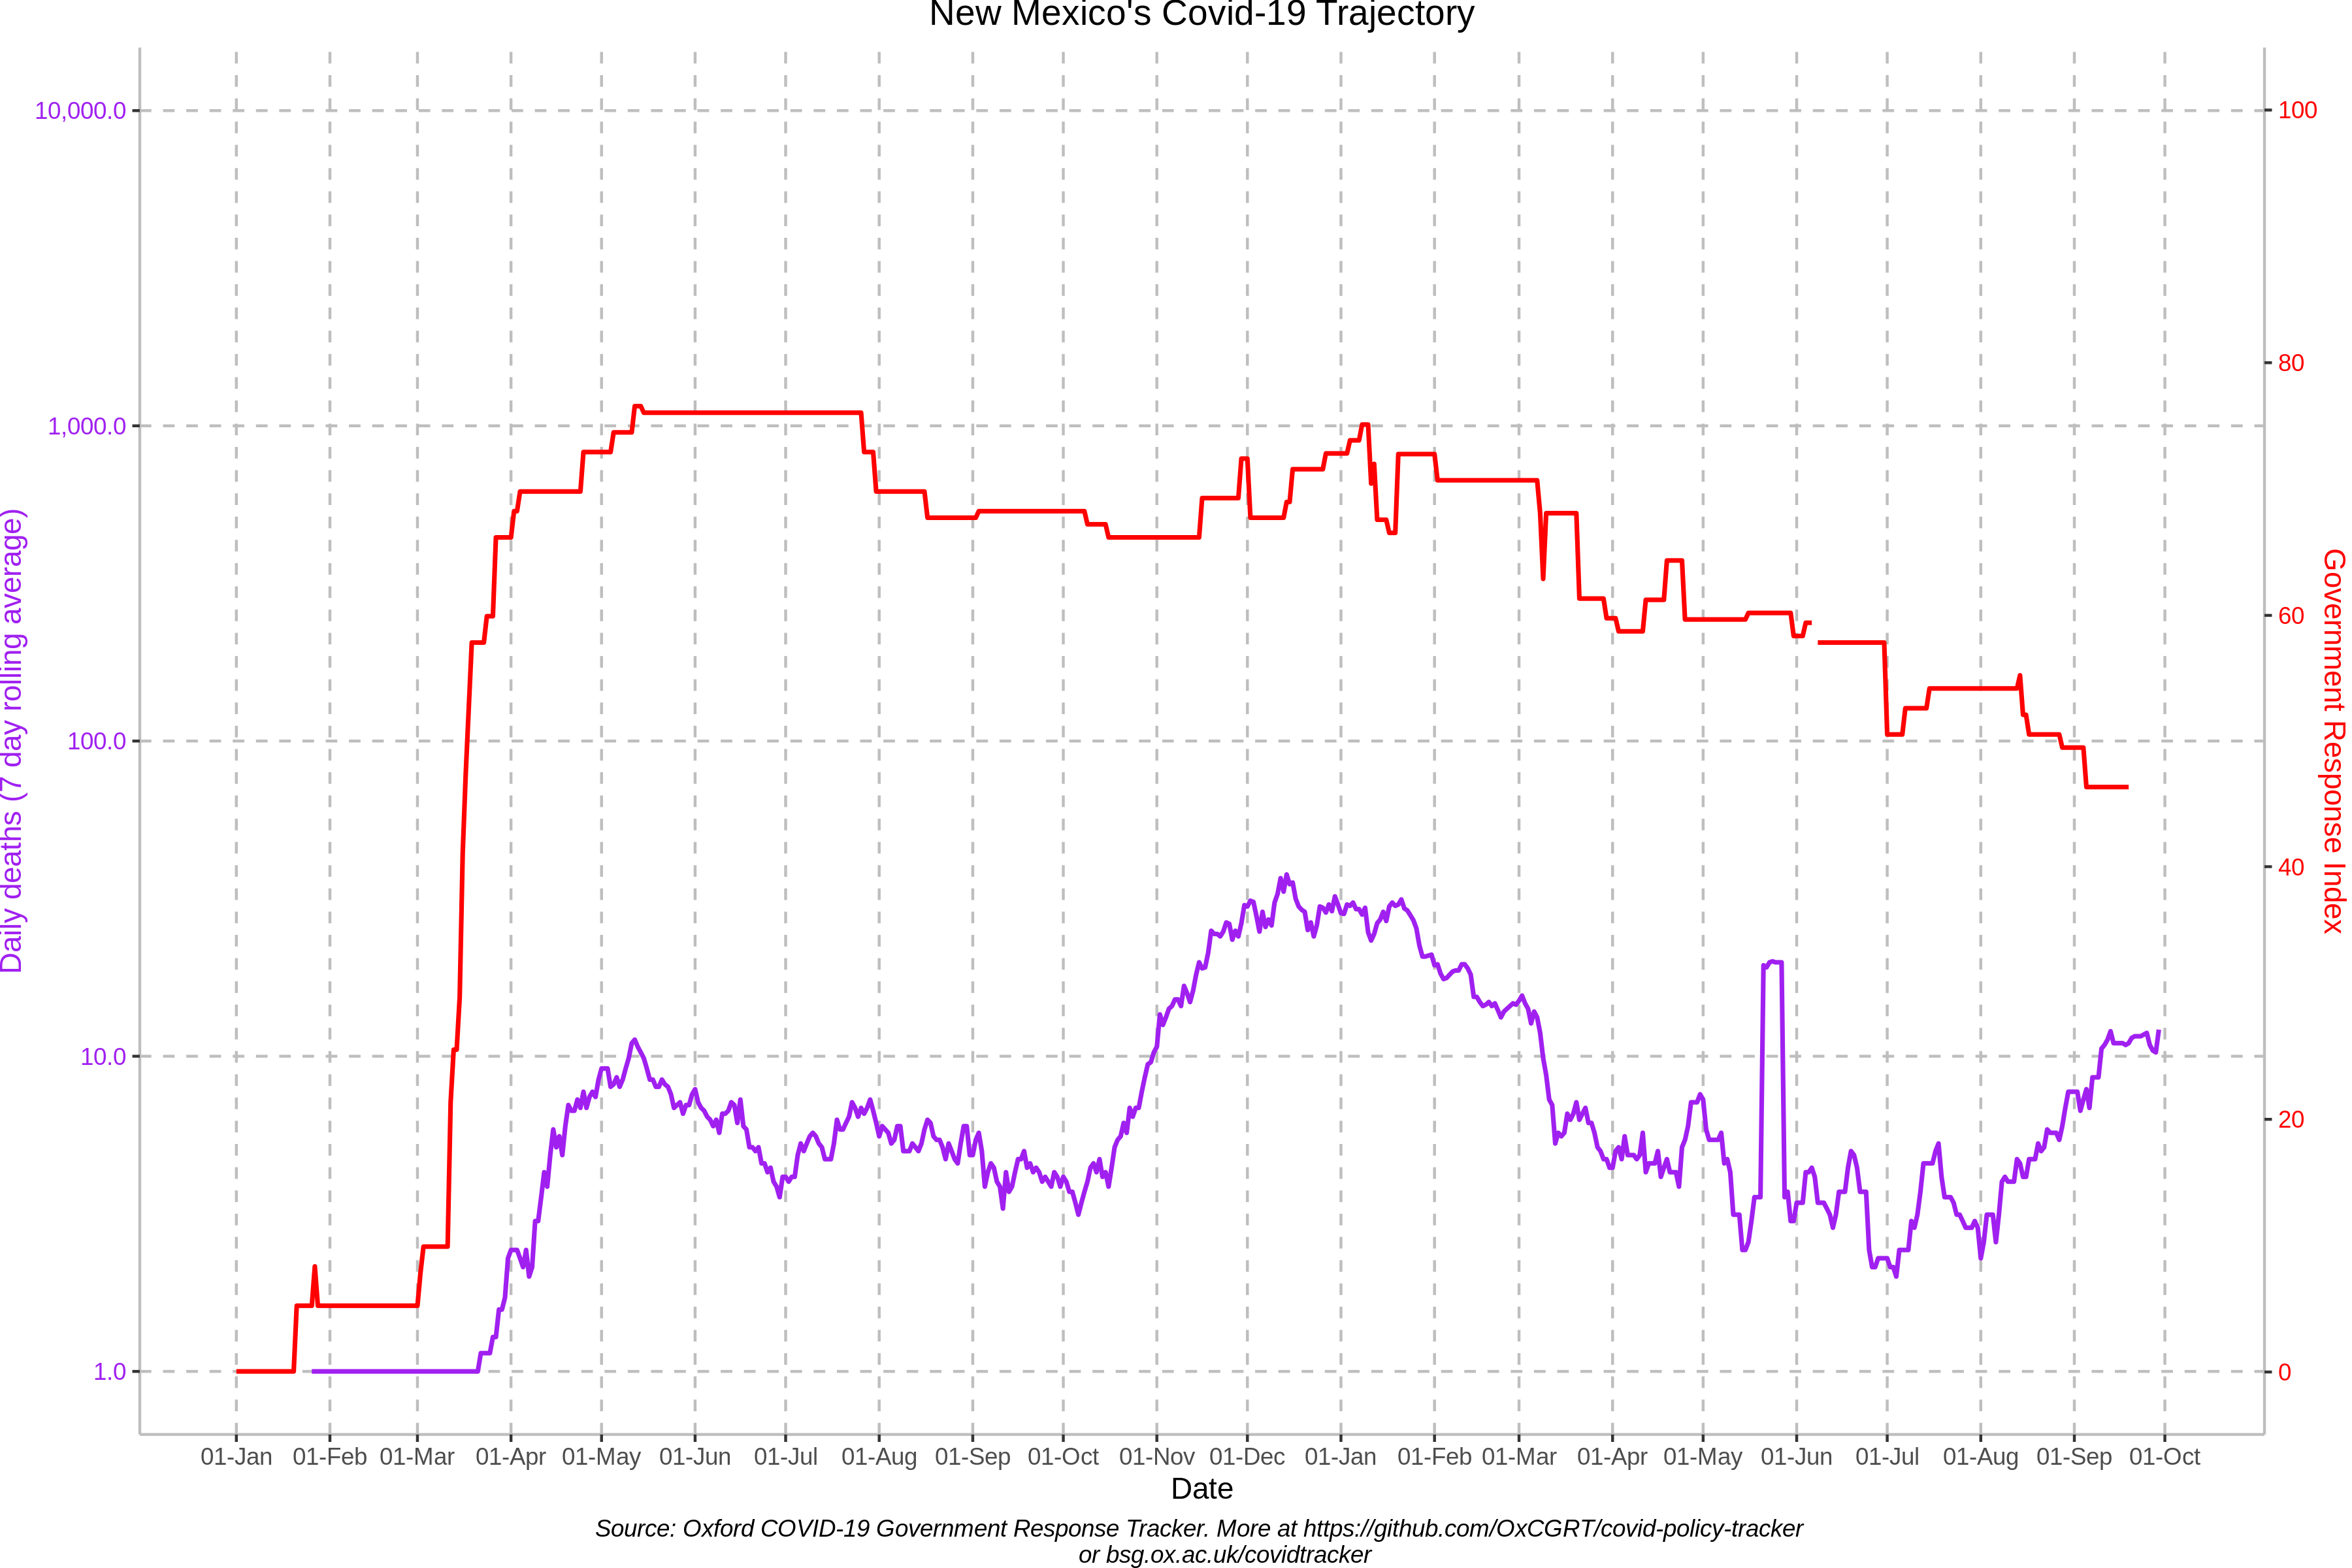 New Mexico's Covid-19 Trajectory
10,000.0
1,000.0
100.0
10.0
1.0
Daily deaths (7 day rolling average)
100
80
60
40
20
0
Government Response Index
01-Jan 01-Feb 01-Mar 01-Apr 01-May 01-Jun 01-Jul 01-Aug 01-Sep 01-Oct 01-Nov 01-Dec 01-Jan 01-Feb 01-Mar 01-Apr 01-May 01-Jun 01-Jul 01-Aug 01-Sep 01-Oct
Date
Source: Oxford COVID-19 Government Response Tracker. More at https://github.com/OxCGRT/covid-policy-tracker
or bsg.ox.ac.uk/covidtracker